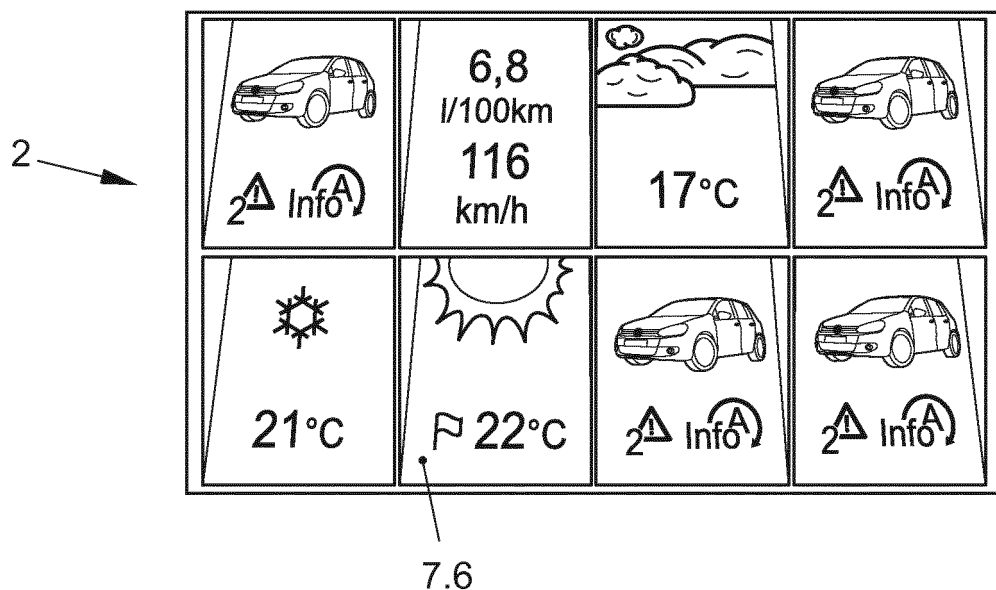 6,8
l/100km
116
km/h
2 Info A
17°C
2 Info A
2
21°C
22°C
2 Info A
2 Info A
7.6